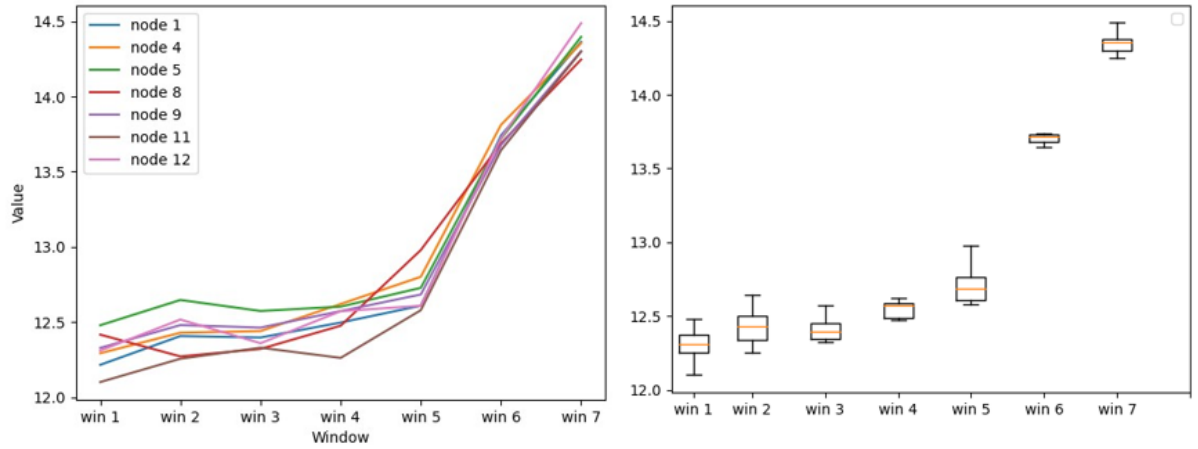 14.5
14.0
13.5
13.0
12.5
12.0
Value
node 1
node 4
node 5
node 8
node 9
node 11
node 12
win 1 win 2 win 3 win 4 win 5 win 6 win 7
Window
14.5
14.0
13.5
13.0
12.5
12.0
win 1 win 2 win 3 win 4 win 5 win 6 win 7